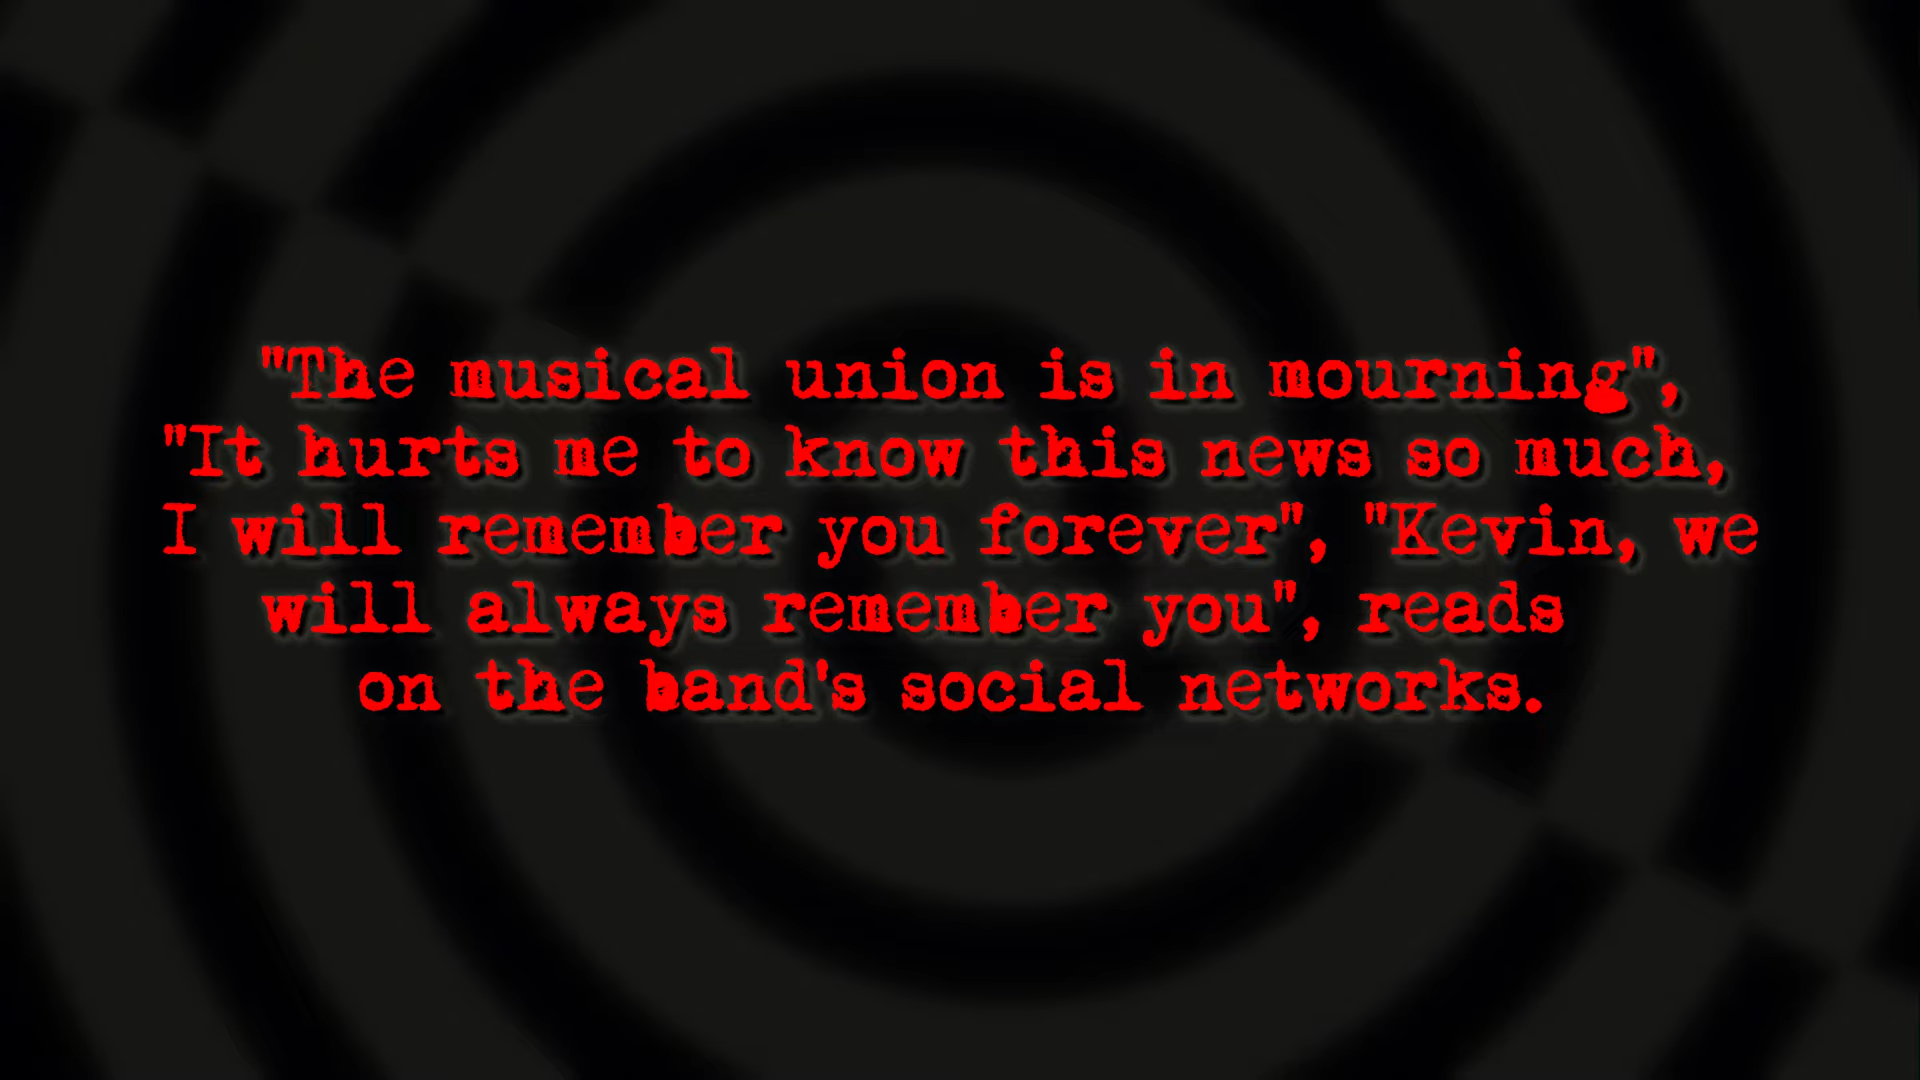 "The musical union is in mourning",
"It hurts me to know this news so much,
I will remember you forever", "Kevin, we
will always remember you", reads
on the band's social networks.